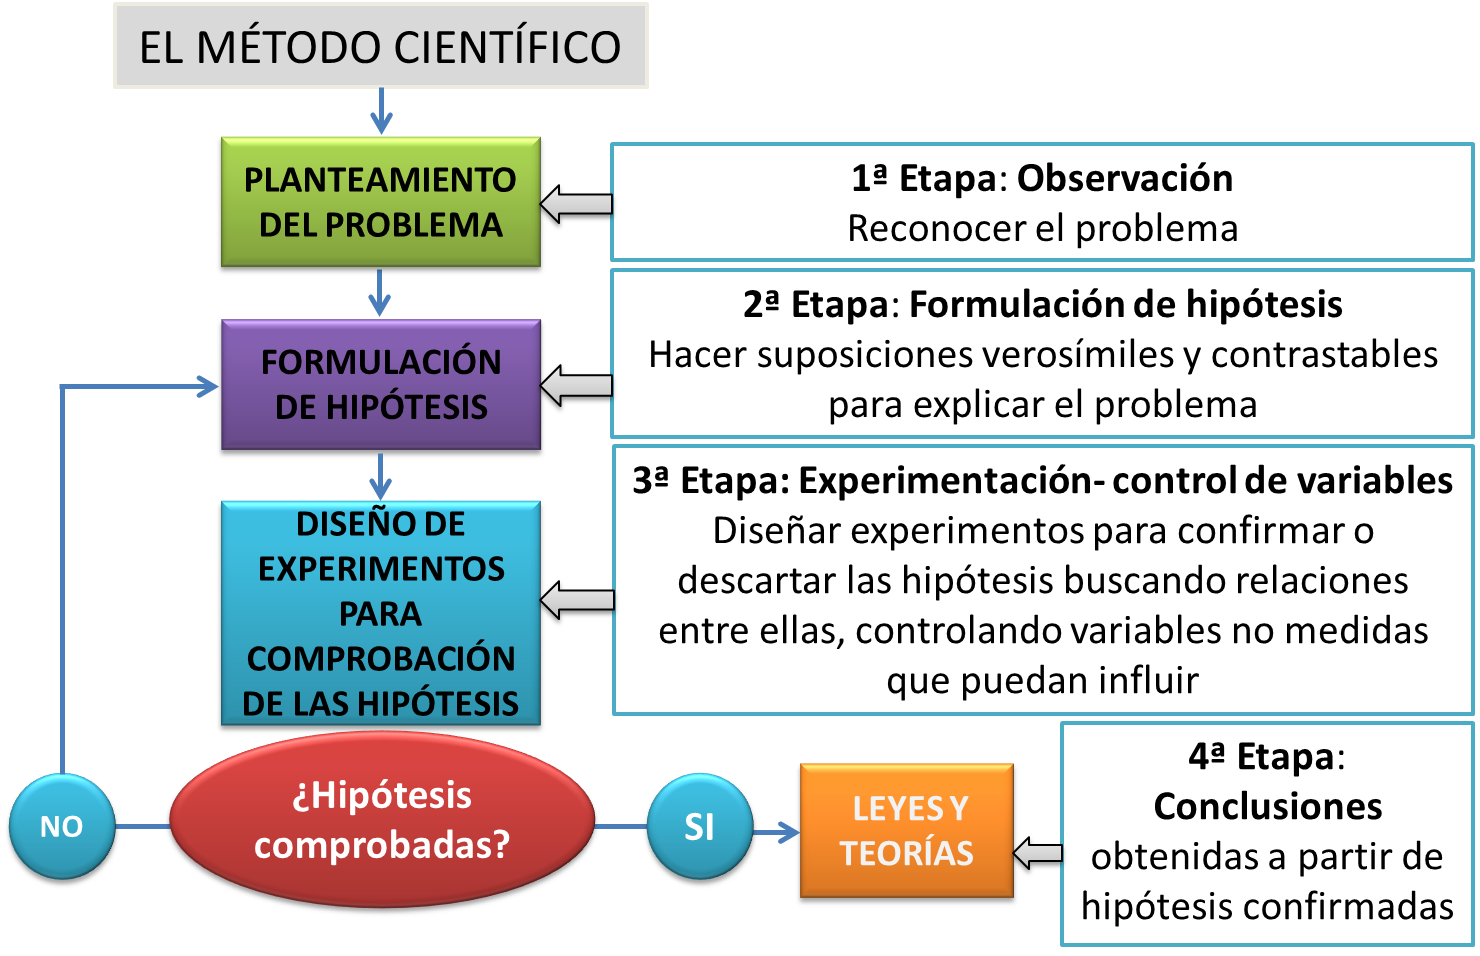 EL MÉTODO CIENTÍFICO
PLANTEAMIENTO
DEL PROBLEMA
1ª Etapa: Observación
Reconocer el problema
FORMULACIÓN
DE HIPÓTESIS
2ª Etapa: Formulación de hipótesis
Hacer suposiciones verosímiles y contrastables
para explicar el problema
DISEÑO DE
EXPERIMENTOS
PARA
COMPROBACIÓN
DE LAS HIPÓTESIS
3ª Etapa: Experimentación- control de variables
Diseñar experimentos para confirmar o
descartar las hipótesis buscando relaciones
entre ellas, controlando variables no medidas
que puedan influir
NO
¿Hipótesis
comprobadas?
SI
LEYES Y
TEORÍAS
4ª Etapa:
Conclusiones
obtenidas a partir de
hipótesis confirmadas